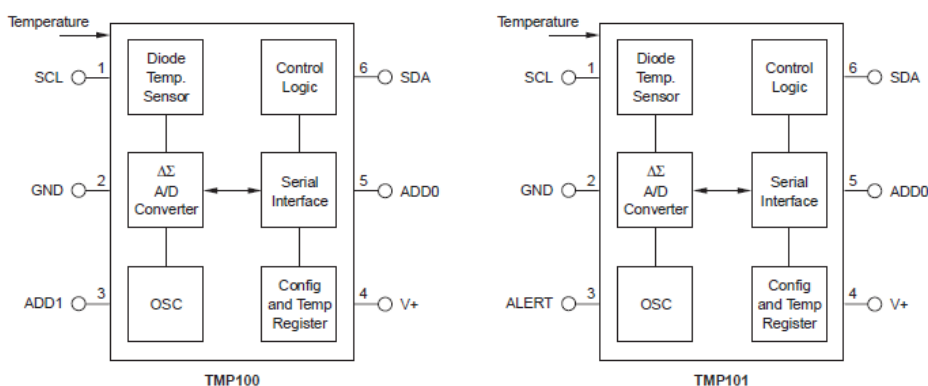 Temperature
SCL
1
Diode
Temp.
Sensor
Control
Logic
6
SDA
GND
2
ΔΣ
A/D
Converter
Serial
Interface
5
ADD0
ADD1
3
OSC
Config
and Temp
Register
4
V+
TMP100
Temperature
SCL
1
Diode
Temp.
Sensor
Control
Logic
6
SDA
GND
2
ΔΣ
A/D
Converter
Serial
Interface
5
ADD0
ALERT
3
OSC
Config
and Temp
Register
4
V+
TMP101